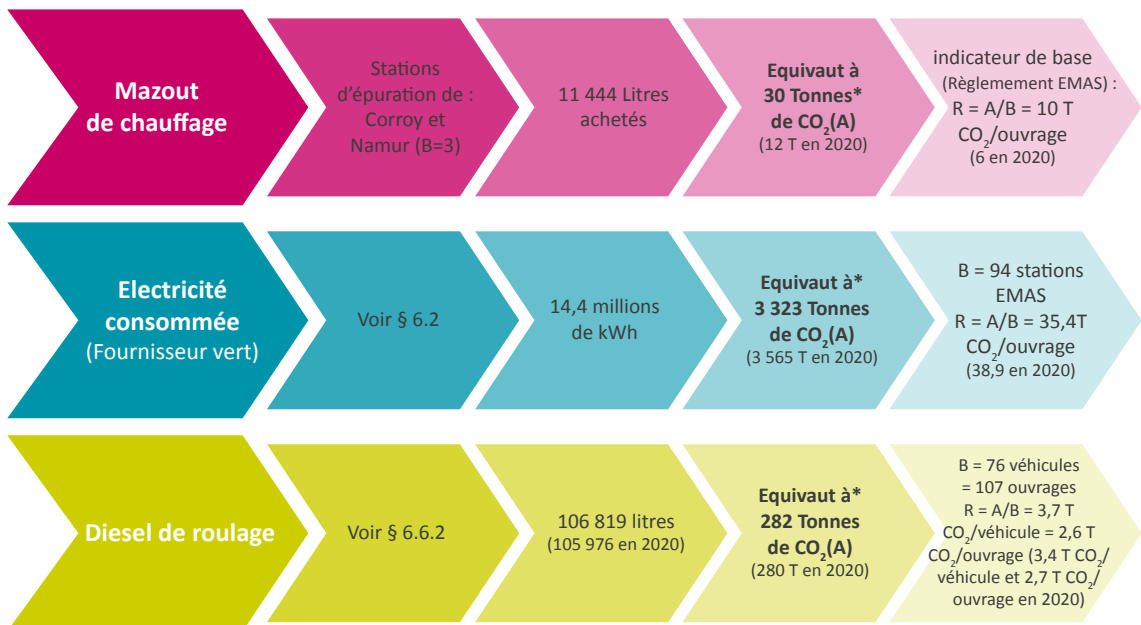 Mazout
de chauffage
Stations
d'épuration de :
Corroy et
Namur (B=3)
11 444 Litres
achetés
Equivaut à
30 Tonnes*
de CO₂(A)
(12 T en 2020)
indicateur de base
(Règlement EMAS) :
R = A/B = 10 T
CO₂/ouvrage
(6 en 2020)
Electricité
consommée
(Fournisseur vert)
Voir § 6.2
14,4 millions
de kWh
Equivaut à*
3 323 Tonnes
de CO₂(A)
(3 565 T en 2020)
B = 94 stations
EMAS
R = A/B = 35,4T
CO₂/ouvrage
(38,9 en 2020)
Diesel de roulage
Voir § 6.6.2
106 819 litres
(105 976 en 2020)
Equivaut à*
282 Tonnes
de CO₂(A)
(280 T en 2020)
B = 76 véhicules
= 107 ouvrages
R = A/B = 3,7 T
CO₂/véhicule = 2,6 T
CO₂/ouvrage (3,4 T CO₂/
véhicule et 2,7 T CO₂/
ouvrage en 2020)